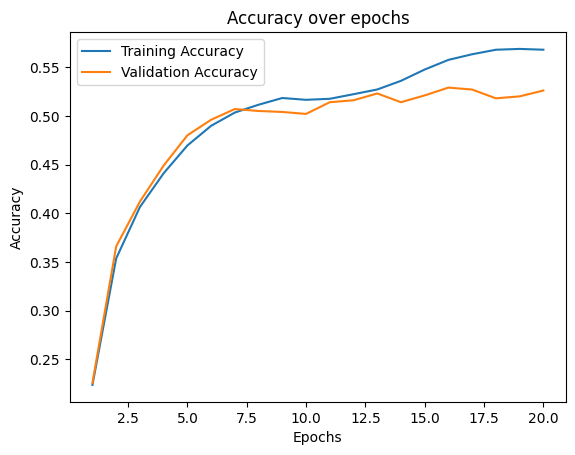 Accuracy over epochs
Training Accuracy
Validation Accuracy
Accuracy
0.55
0.50
0.45
0.40
0.35
0.30
0.25
2.5 5.0 7.5 10.0 12.5 15.0 17.5 20.0
Epochs